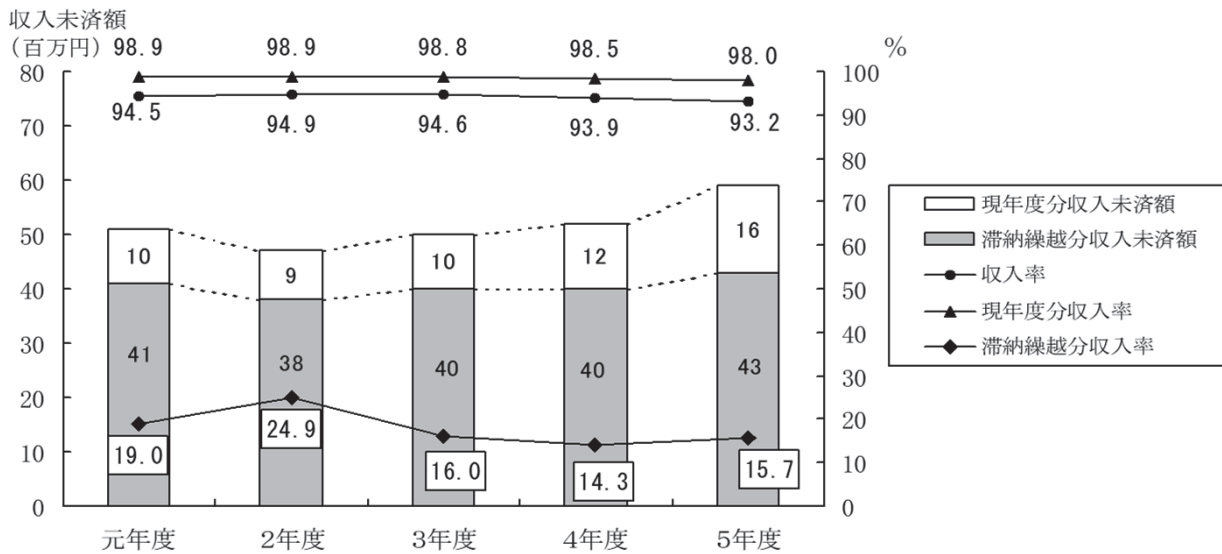 収入未済額
(百万円) 98.9 98.9 98.8 98.5 98.0 %
80 100
94.5 94.9 94.6 93.9 93.2
70 90
60 80
50 70
40 60
30 50
20 40
10 30
0 20
10
0
10 9 10 12 16
41 38 40 40 43
19.0 24.9 16.0 14.3 15.7
元年度 2年度 3年度 4年度 5年度
現年度分収入未済額
滞納繰越分収入未済額
収入率
現年度分収入率
滞納繰越分収入率